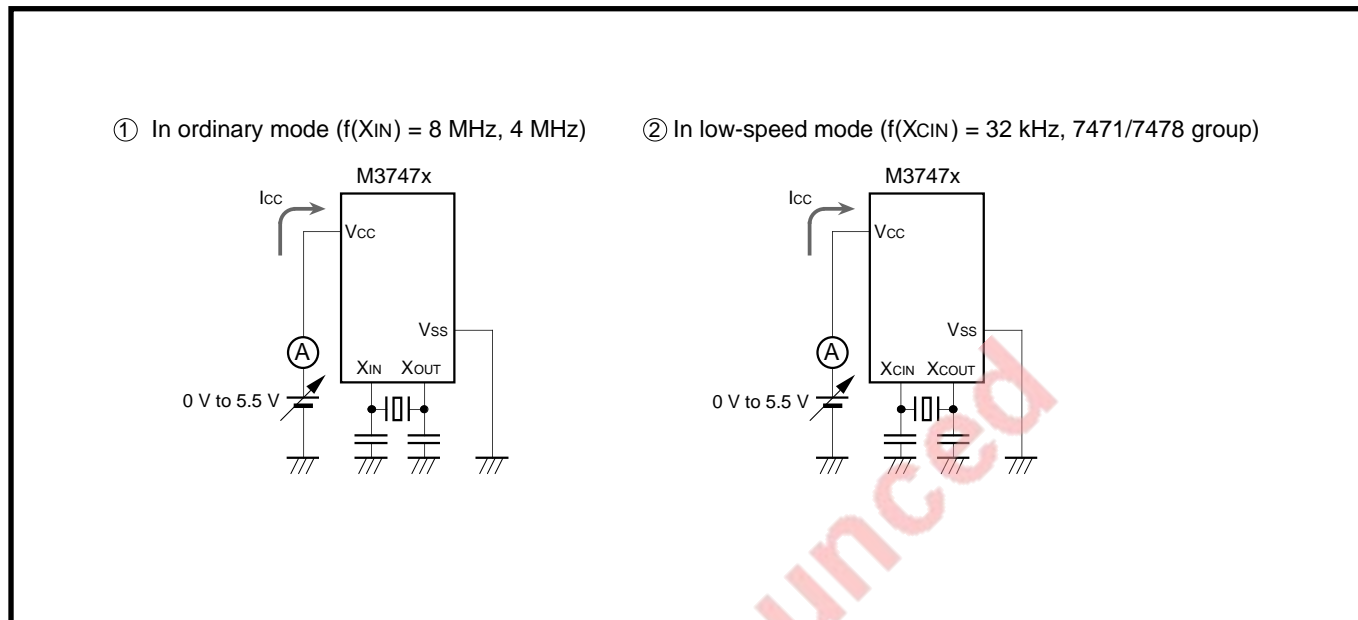 ① In ordinary mode (f(XIN) = 8 MHz, 4 MHz)
M3747x
Icc
Vcc
Vss
A
XIN XOUT
0 V to 5.5 V
② In low-speed mode (f(XCIN) = 32 kHz, 7471/7478 group)
M3747x
Icc
Vcc
Vss
A
XCIN XCOUT
0 V to 5.5 V
unced